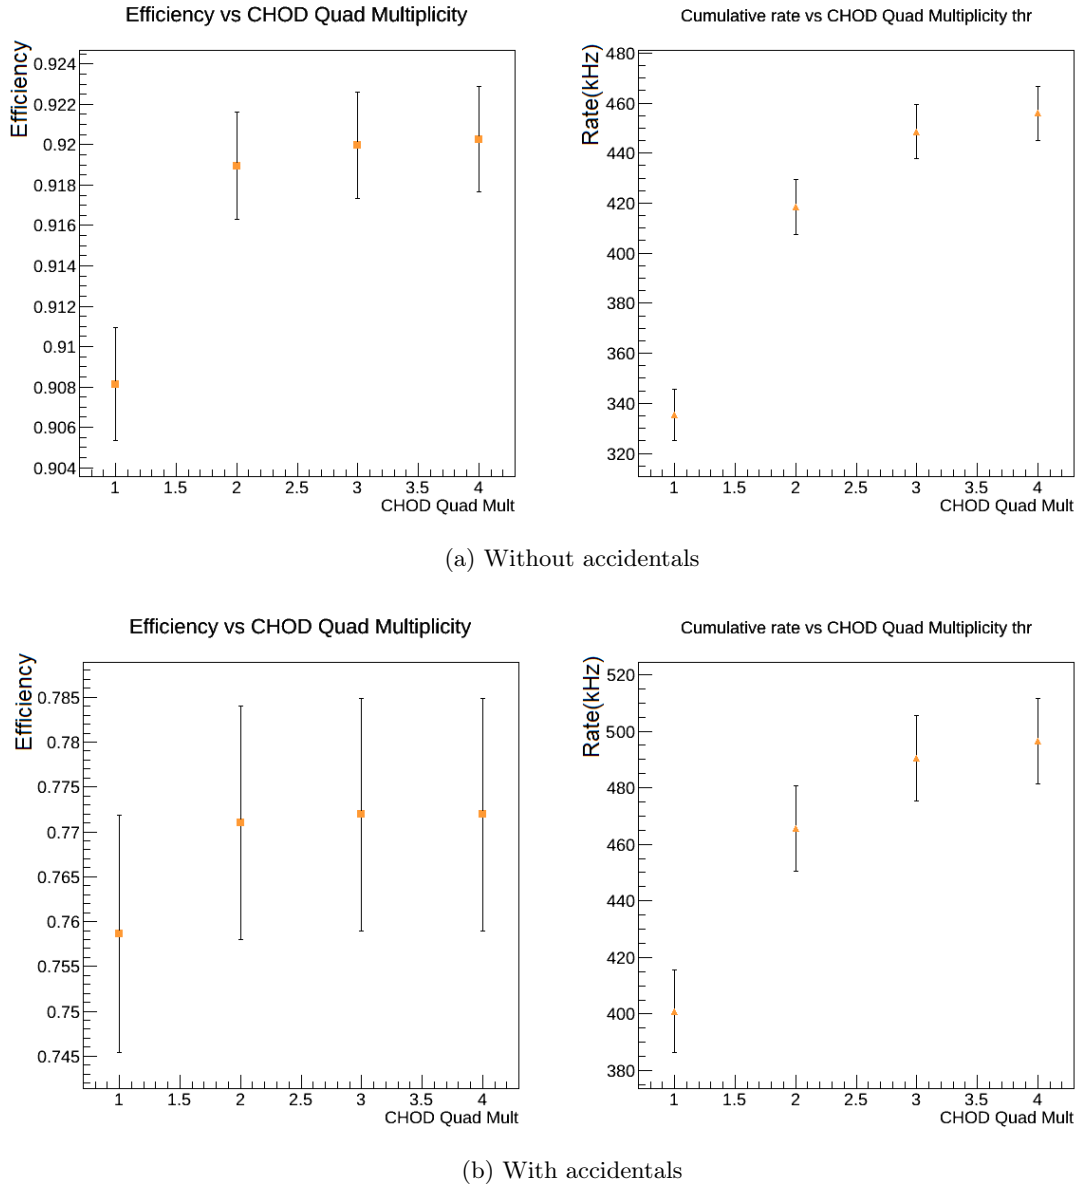 Efficiency vs CHOD Quad Multiplicity
Efficiency
0.924
0.922
0.92
0.918
0.916
0.914
0.912
0.91
0.908
0.906
0.904
1 1.5 2 2.5 3 3.5 4
CHOD Quad Mult
Cumulative rate vs CHOD Quad Multiplicity thr
Rate(kHz)
480
460
440
420
400
380
360
340
320
1 1.5 2 2.5 3 3.5 4
CHOD Quad Mult
(a) Without accidentals
Efficiency vs CHOD Quad Multiplicity
Efficiency
0.785
0.78
0.775
0.77
0.765
0.76
0.755
0.75
0.745
1 1.5 2 2.5 3 3.5 4
CHOD Quad Mult
Cumulative rate vs CHOD Quad Multiplicity thr
Rate(kHz)
520
500
480
460
440
420
400
380
1 1.5 2 2.5 3 3.5 4
CHOD Quad Mult
(b) With accidentals